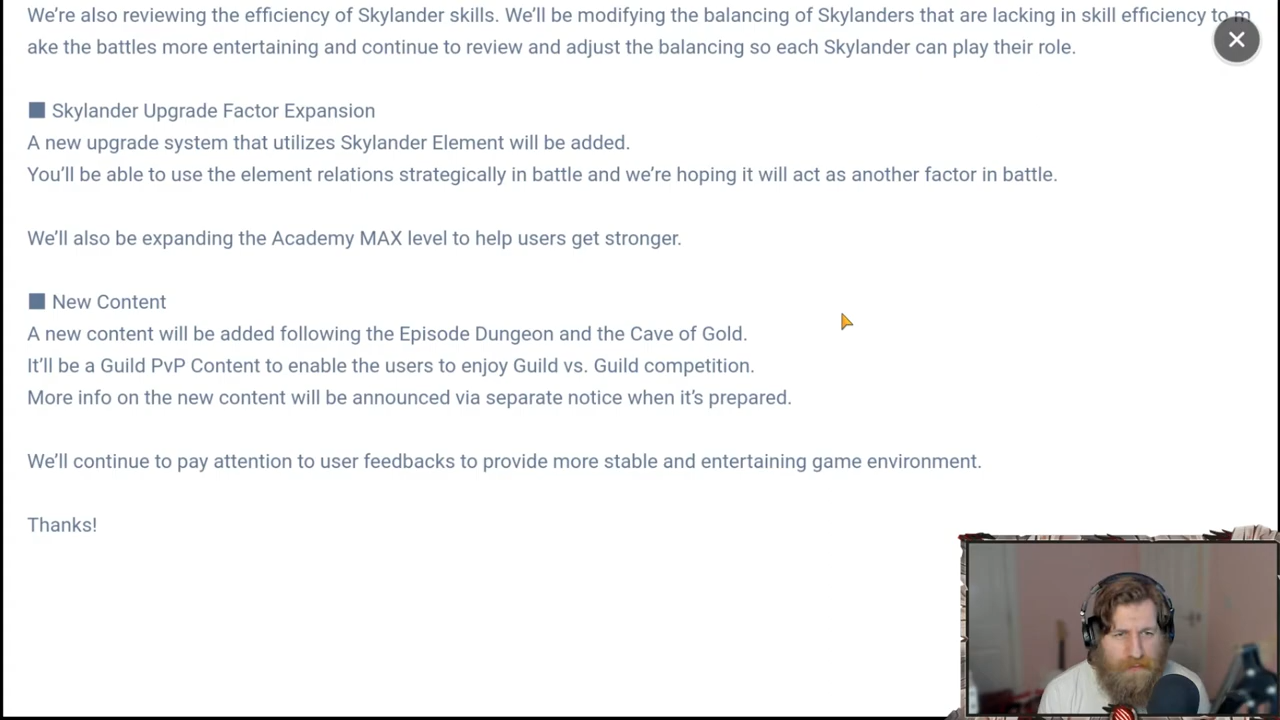 We’re also reviewing the efficiency of Skylander skills. We’ll be modifying the balancing of Skylanders that are lacking in skill efficiency to m
ake the battles more entertaining and continue to review and adjust the balancing so each Skylander can play their role.
■ Skylander Upgrade Factor Expansion
A new upgrade system that utilizes Skylander Element will be added.
You’ll be able to use the element relations strategically in battle and we’re hoping it will act as another factor in battle.
We’ll also be expanding the Academy MAX level to help users get stronger.
■ New Content
A new content will be added following the Episode Dungeon and the Cave of Gold.
It’ll be a Guild PvP Content to enable the users to enjoy Guild vs. Guild competition.
More info on the new content will be announced via separate notice when it’s prepared.
We’ll continue to pay attention to user feedbacks to provide more stable and entertaining game environment.
Thanks!